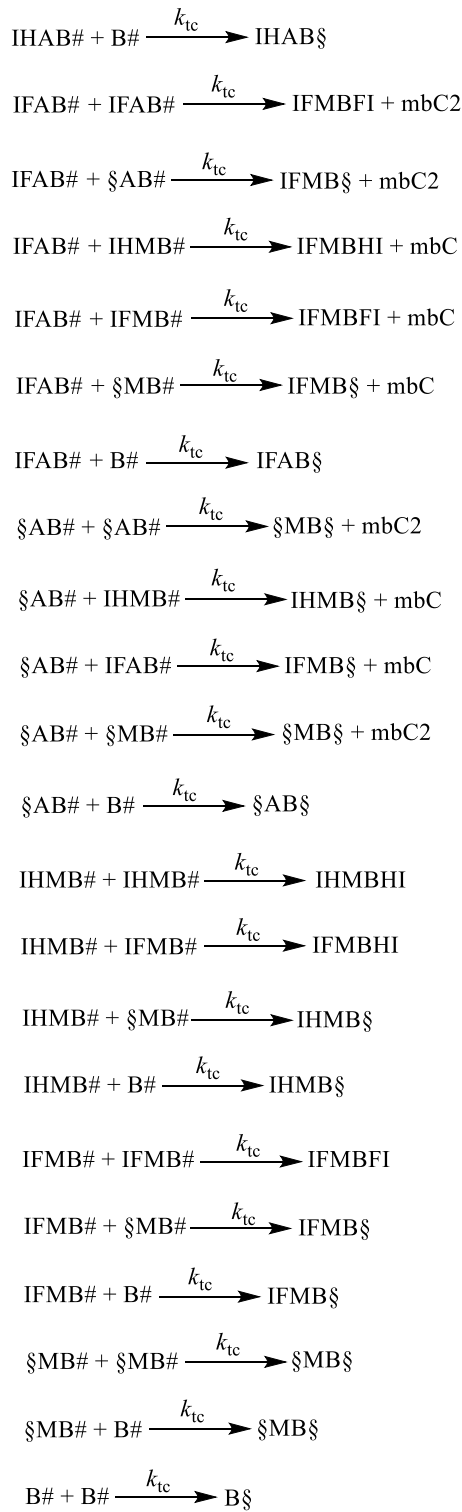 IHAB# + B# ktc IHAB§
IFAB# + IFAB# ktc IFMBFI + mbC2
IFAB# + §AB# ktc IFMB§ + mbC2
IFAB# + IHMB# ktc IFMBHI + mbC
IFAB# + IFMB# ktc IFMBFI + mbC
IFAB# + §MB# ktc IFMB§ + mbC
IFAB# + B# ktc IFAB§
§AB# + §AB# ktc §MB§ + mbC2
§AB# + IHMB# ktc IHMB§ + mbC
§AB# + IFAB# ktc IFMB§ + mbC
§AB# + §MB# ktc §MB§ + mbC2
§AB# + B# ktc §AB§
IHMB# + IHMB# ktc IHMBHI
IHMB# + IFMB# ktc IFMBHI
IHMB# + §MB# ktc IHMB§
IHMB# + B# ktc IHMB§
IFMB# + IFMB# ktc IFMBFI
IFMB# + §MB# ktc IFMB§
IFMB# + B# ktc IFMB§
§MB# + §MB# ktc §MB§
§MB# + B# ktc §MB§
B# + B# ktc B§